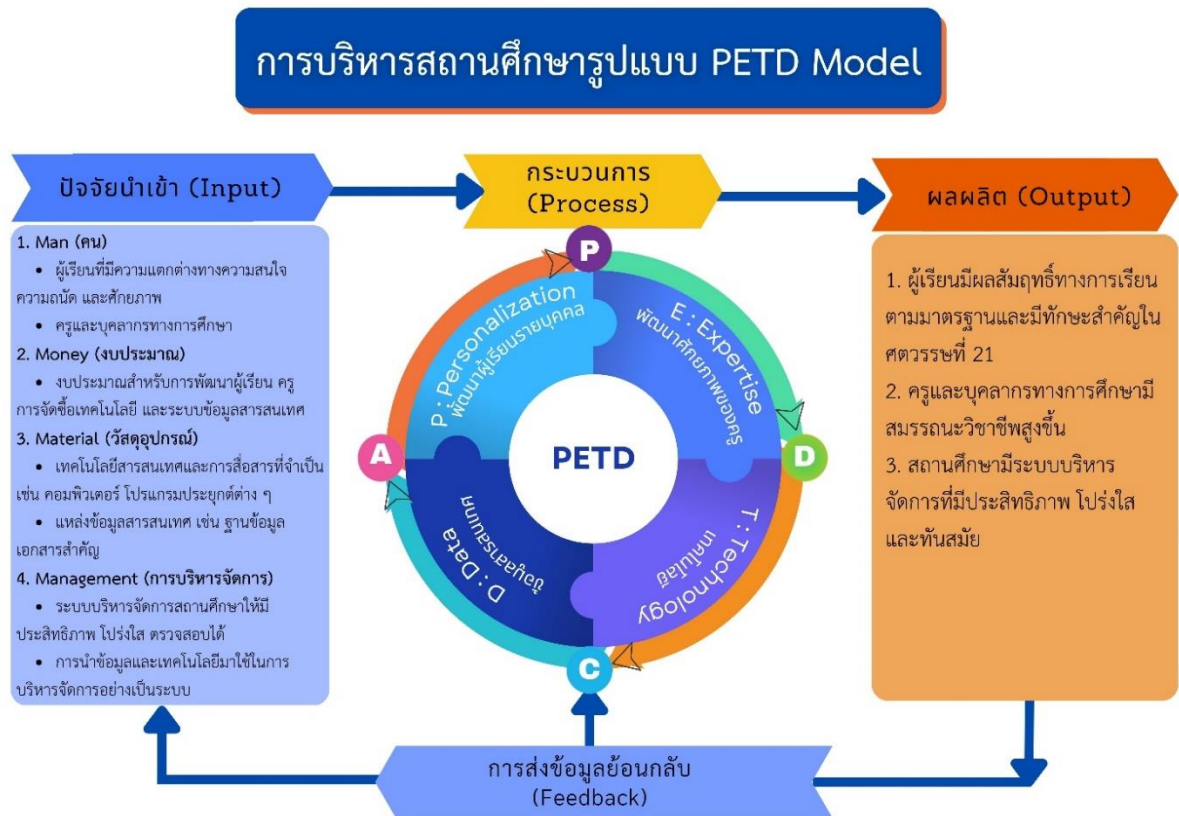 การบริหารสถานศึกษารูปแบบ PETD Model
ปัจจัยนำเข้า (Input)
กระบวนการ
(Process)
ผลผลิต (Output)
1. Man (คน)
• ผู้เรียนที่มีความแตกต่างทางความสนใจ
ความถนัด และศักยภาพ
• ครูและบุคลากรทางการศึกษา
2. Money (งบประมาณ)
• งบประมาณสำหรับการพัฒนาผู้เรียน ครู
การจัดซื้อเทคโนโลยี และระบบข้อมูลสารสนเทศ
3. Material (วัสดุอุปกรณ์)
• เทคโนโลยีสารสนเทศและการสื่อสารที่จำเป็น
เช่น คอมพิวเตอร์ โปรแกรมประยุกต์ต่าง ๆ
• แหล่งข้อมูลสารสนเทศ เช่น ฐานข้อมูล
เอกสารสำคัญ
4. Management (การบริหารจัดการ)
• ระบบบริหารจัดการสถานศึกษาให้มี
ประสิทธิภาพ โปร่งใส ตรวจสอบได้
• การนำข้อมูลและเทคโนโลยีมาใช้ในการ
บริหารจัดการอย่างเป็นระบบ
P
P : Personalization
พัฒนาผู้เรียนรายบุคคล
E : Expertise
พัฒนาศักยภาพของครู
A
PETD
D
D : Data
ข้อมูลสารสนเทศ
T : Technology
เทคโนโลยี
C
1. ผู้เรียนมีผลสัมฤทธิ์ทางการเรียน
ตามมาตรฐานและมีทักษะสำคัญใน
ศตวรรษที่ 21
2. ครูและบุคลากรทางการศึกษามี
สมรรถนะวิชาชีพสูงขึ้น
3. สถานศึกษามีระบบบริหาร
จัดการที่มีประสิทธิภาพ โปร่งใส
และทันสมัย
การส่งข้อมูลย้อนกลับ
(Feedback)